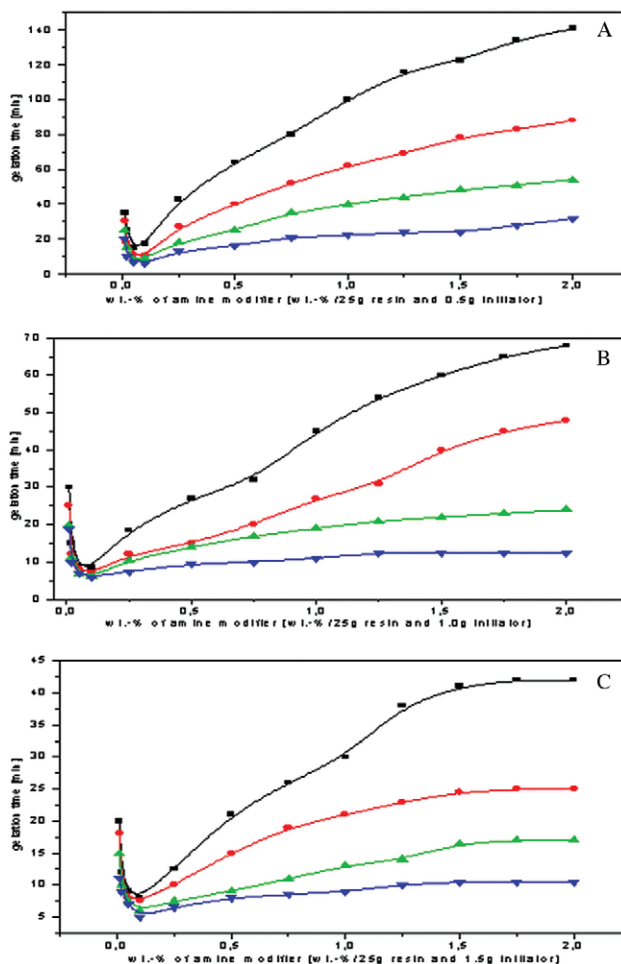 A
140
120
100
80
60
40
20
0
gelation time [min]
0,0 0,5 1,0 1,5 2,0
wt.-% of amine modifier [wt.-%/25g resin and 0.5g initiator]
B
70
60
50
40
30
20
10
0
gelation time [min]
0,0 0,5 1,0 1,5 2,0
wt.-% of amine modifier [wt.-%/25g resin and 1.0g initiator]
C
45
40
35
30
25
20
15
10
5
gelation time [min]
0,0 0,5 1,0 1,5 2,0
wt.-% of amine modifier [wt.-%/25g resin and 1.5g initiator]